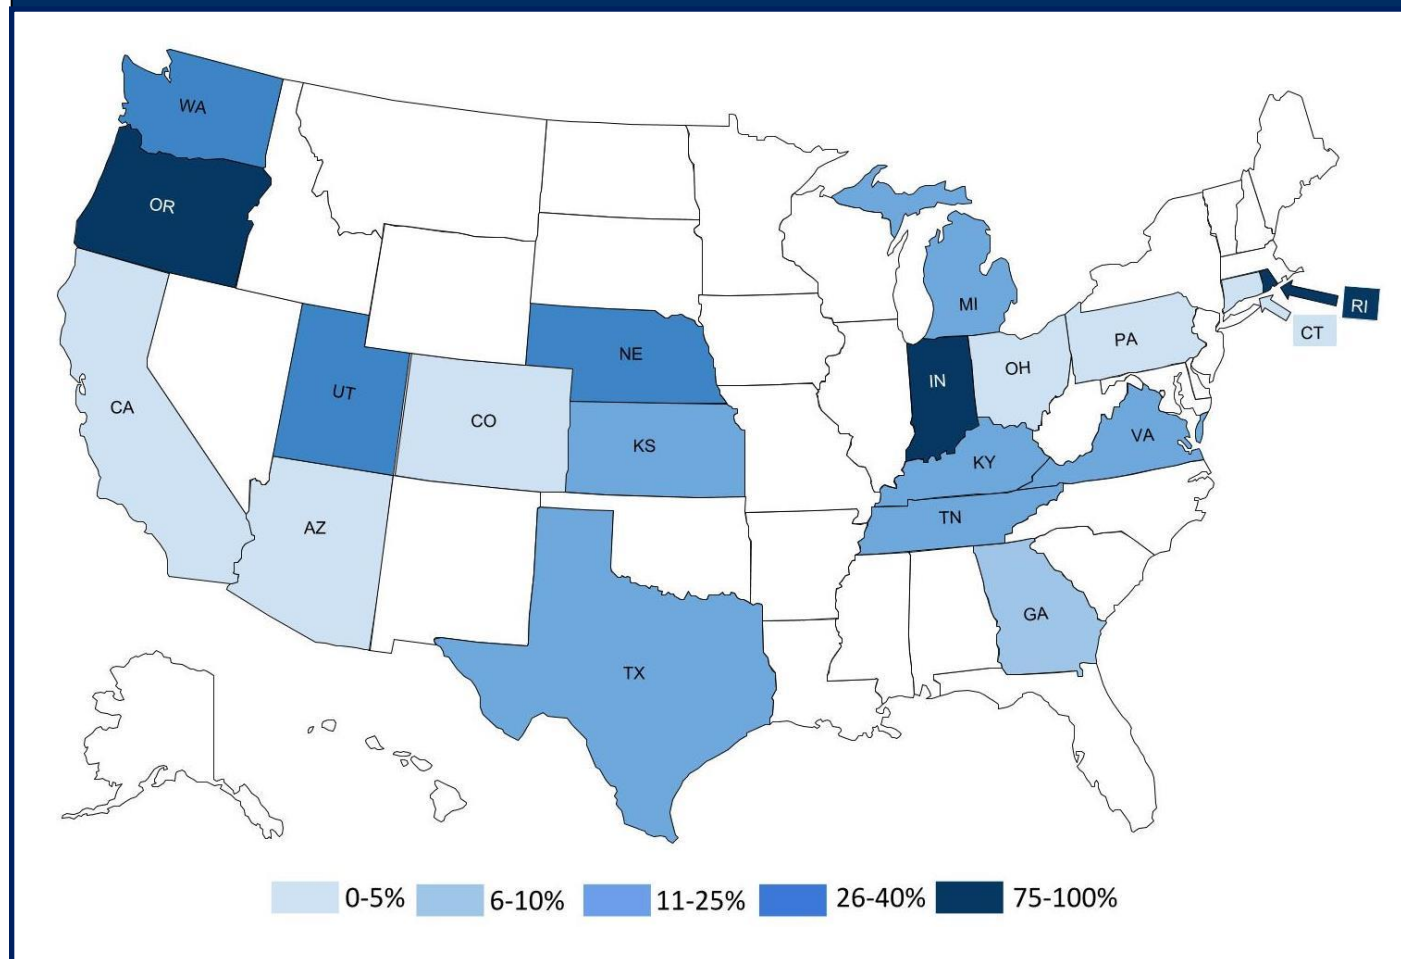 WA
OR
MI
RI
CT
PA
NE
OH
IN
UT
CA
CO
VA
KS
KY
TN
AZ
GA
TX
0-5%
6-10%
11-25%
26-40%
75-100%